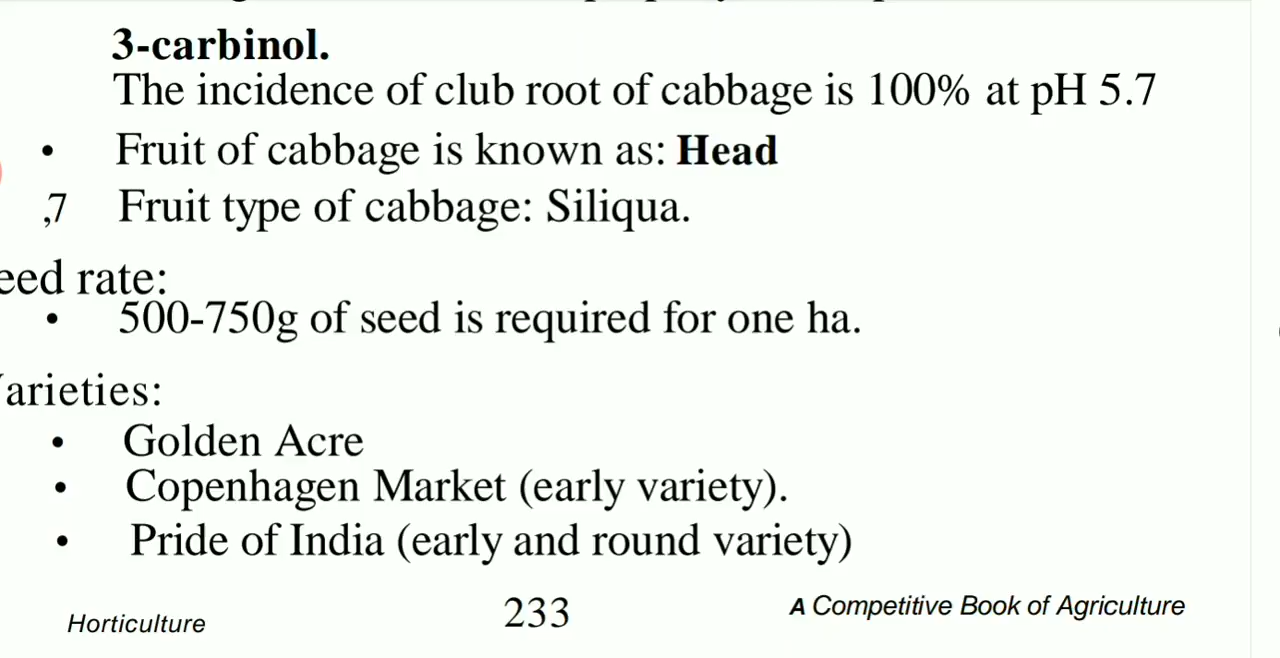 3-carbinol.
The incidence of club root of cabbage is 100% at pH 5.7
• Fruit of cabbage is known as: Head
,7 Fruit type of cabbage: Siliqua.
eed rate:
• 500-750g of seed is required for one ha.
arieties:
• Golden Acre
• Copenhagen Market (early variety).
• Pride of India (early and round variety)
Horticulture 233 A Competitive Book of Agriculture